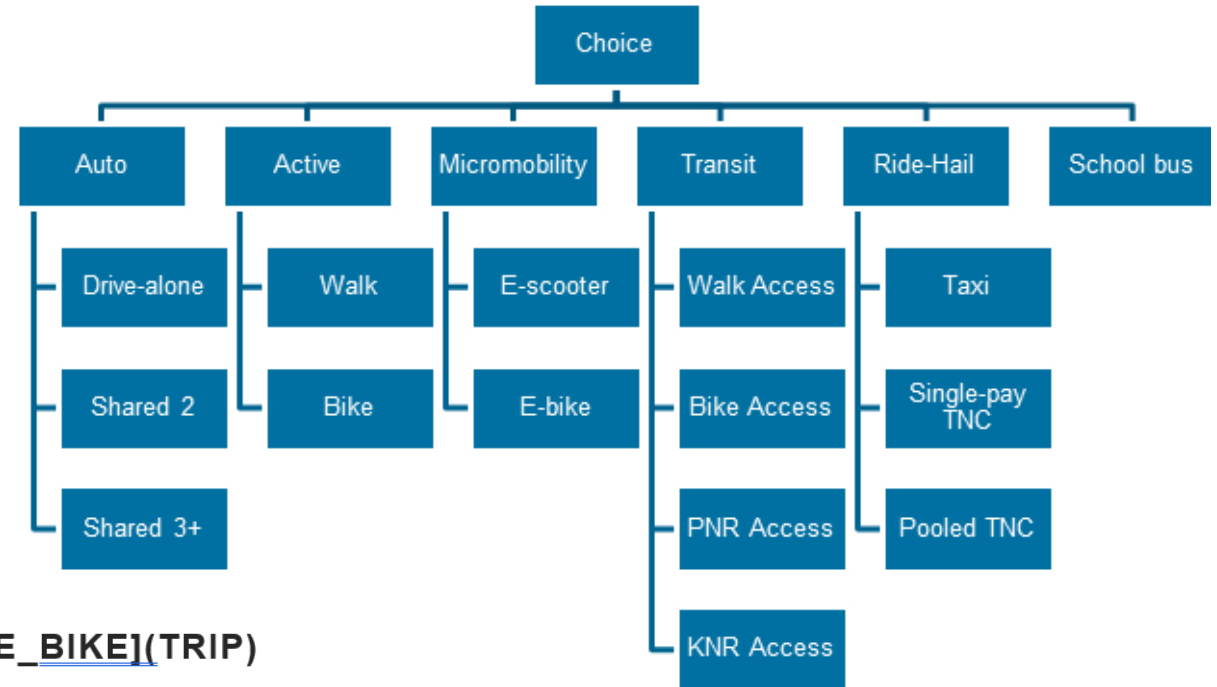 Choice
Auto
Active
Micromobility
Transit
Ride-Hail
School bus
Drive-alone
Walk
E-scooter
Walk Access
Taxi
Shared 2
Bike
E-bike
Bike Access
Single-pay
TNC
Shared 3+
PNR Access
Pooled TNC
KNR Access
E_BIKE](TRIP)